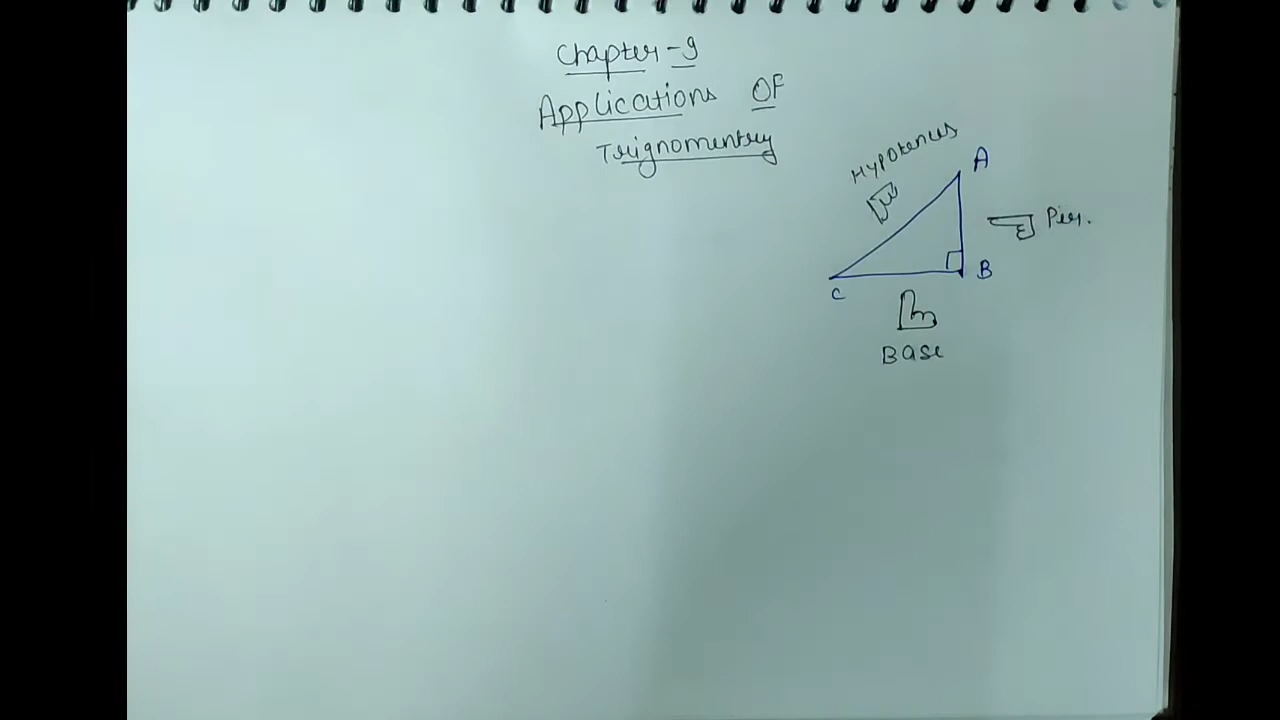 Chapter-9
Applications Of
Trignomentry
Hypotenus
A
Per.
B
C
Base